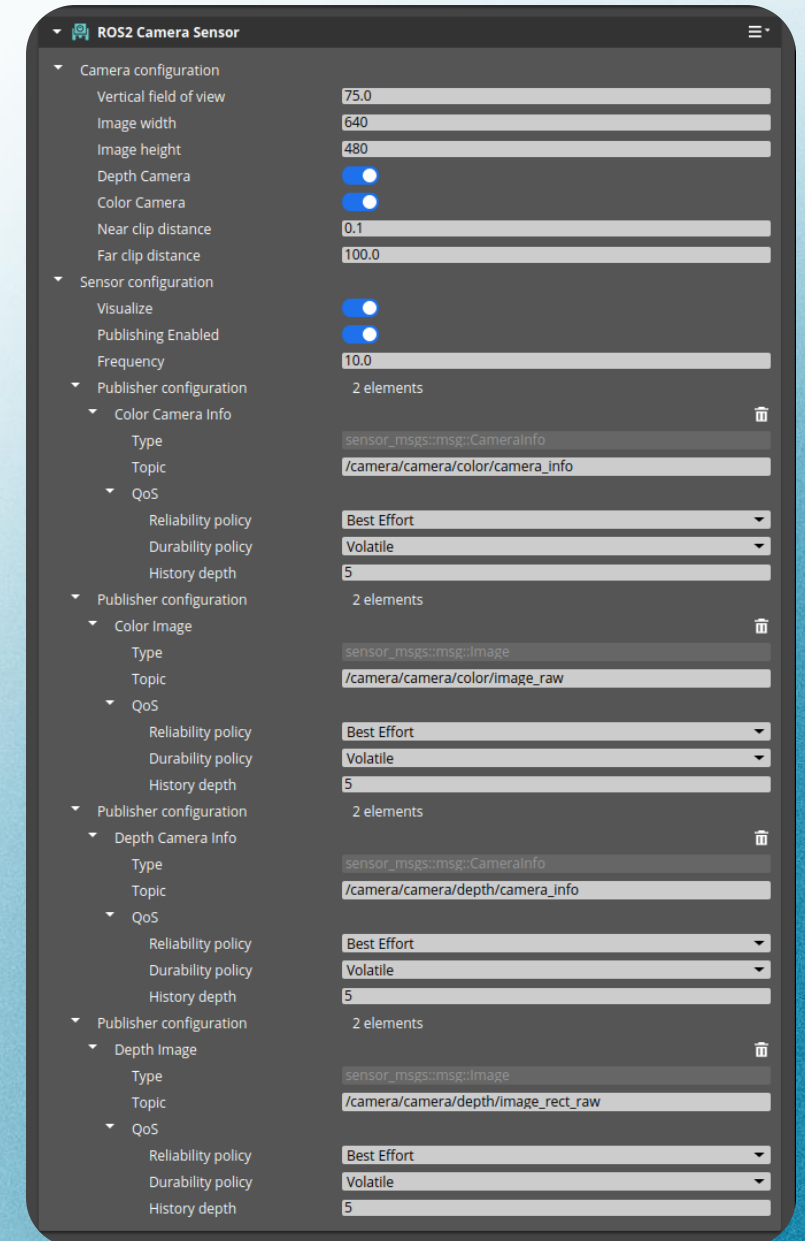 ROS2 Camera Sensor
Camera configuration
Vertical field of view 75.0
Image width 640
Image height 480
Depth Camera
Color Camera
Near clip distance 0.1
Far clip distance 100.0
Sensor configuration
Visualize
Publishing Enabled
Frequency 10.0
Publisher configuration 2 elements
Color Camera Info
Type sensor_msgs::msg::CameraInfo
Topic /camera/camera/color/camera_info
QoS
Reliability policy Best Effort
Durability policy Volatile
History depth 5
Publisher configuration 2 elements
Color Image
Type sensor_msgs::msg::Image
Topic /camera/camera/color/image_raw
QoS
Reliability policy Best Effort
Durability policy Volatile
History depth 5
Publisher configuration 2 elements
Depth Camera Info
Type sensor_msgs::msg::CameraInfo
Topic /camera/camera/depth/camera_info
QoS
Reliability policy Best Effort
Durability policy Volatile
History depth 5
Publisher configuration 2 elements
Depth Image
Type sensor_msgs::msg::Image
Topic /camera/camera/depth/image_rect_raw
QoS
Reliability policy Best Effort
Durability policy Volatile
History depth 5